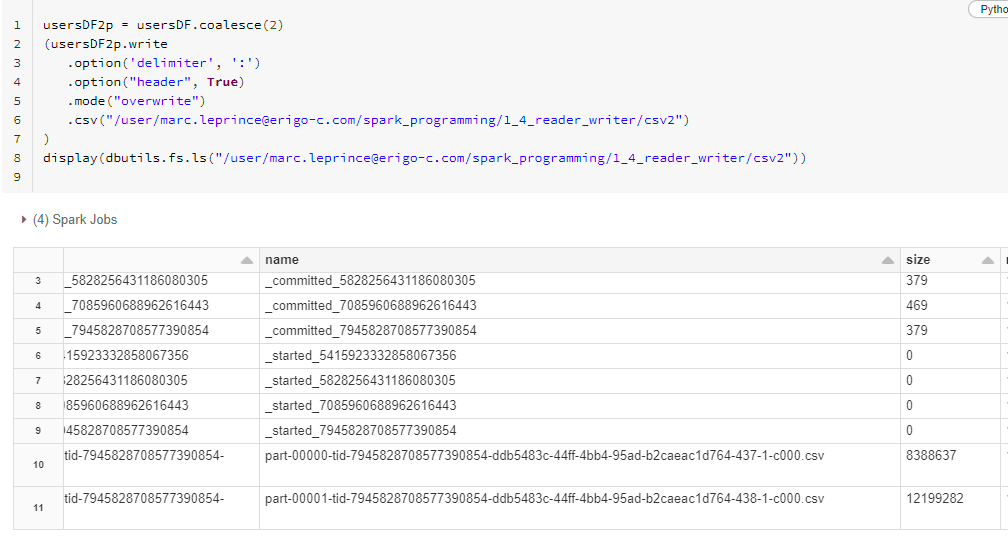 Pytho
1 usersDF2p = usersDF.coalesce(2)
2 (usersDF2p.write
3 .option('delimiter', ':')
4 .option("header", True)
5 .mode("overwrite")
6 .csv("/user/marc.leprince@erigo-c.com/spark_programming/1_4_reader_writer/csv2")
7 )
8 display(dbutils.fs.ls("/user/marc.leprince@erigo-c.com/spark_programming/1_4_reader_writer/csv2"))
9
(4) Spark Jobs
name size
3 _5828256431186080305 _committed_5828256431186080305 379
4 _7085960688962616443 _committed_7085960688962616443 469
5 _7945828708577390854 _committed_7945828708577390854 379
6 415923332858067356 _started_5415923332858067356 0
7 828256431186080305 _started_5828256431186080305 0
8 085960688962616443 _started_7085960688962616443 0
9 945828708577390854 _started_7945828708577390854 0
10 tid-7945828708577390854- part-00000-tid-7945828708577390854-ddb5483c-44ff-4bb4-95ad-b2caeac1d764-437-1-c000.csv 8388637
11 tid-7945828708577390854- part-00001-tid-7945828708577390854-ddb5483c-44ff-4bb4-95ad-b2caeac1d764-438-1-c000.csv 12199282